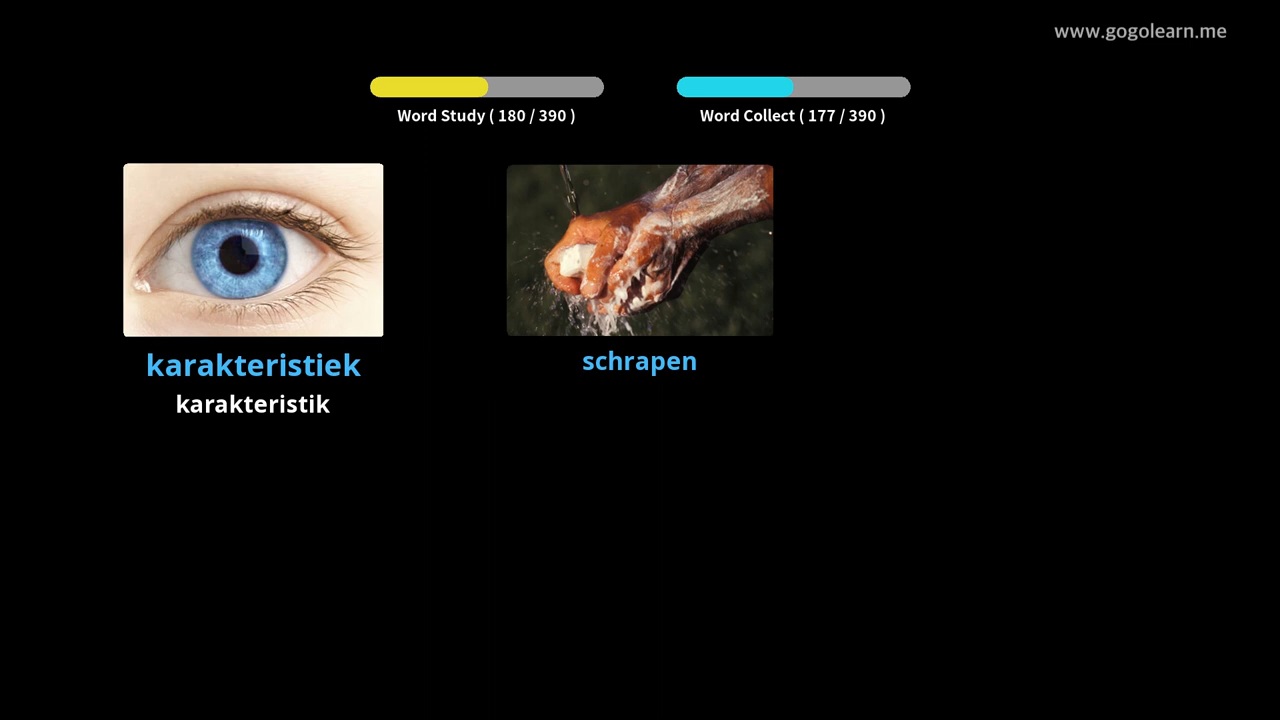 www.gogolearn.me
Word Study ( 180 / 390 )
Word Collect ( 177 / 390 )
karakteristiek
karakteristik
schrapen